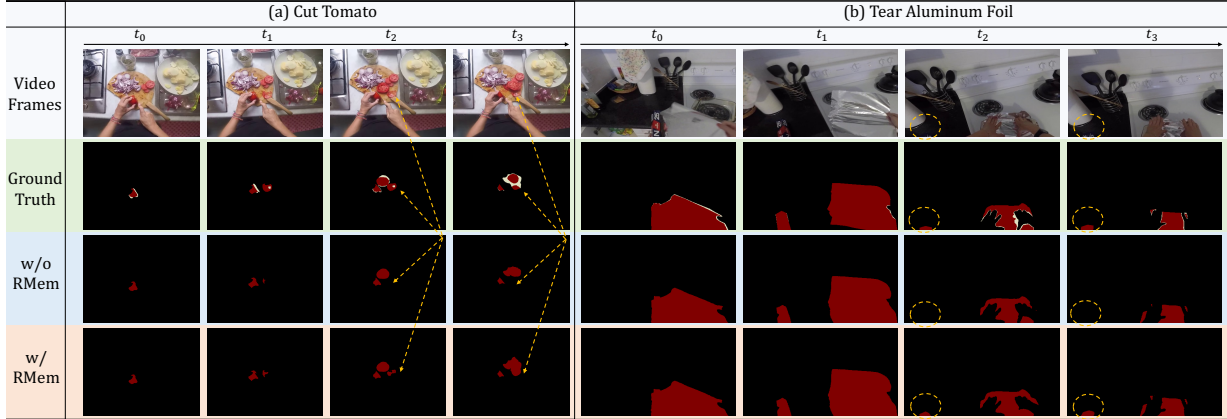 (a) Cut Tomato (b) Tear Aluminum Foil
t₀ t₁ t₂ t₃ t₀ t₁ t₂ t₃
Video
Frames
Ground
Truth
w/o
RMem
w/
RMem